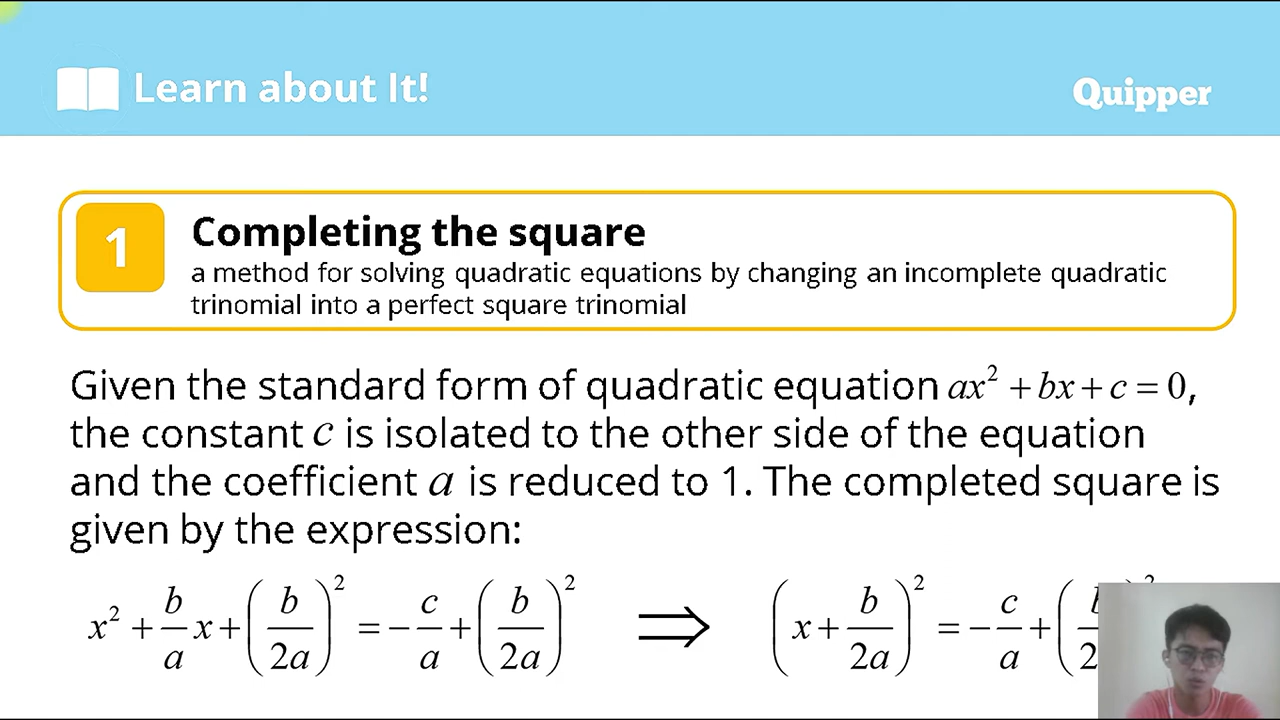 Learn about It!
Quipper
1
Completing the square
a method for solving quadratic equations by changing an incomplete quadratic
trinomial into a perfect square trinomial
Given the standard form of quadratic equation ax² + bx + c = 0,
the constant c is isolated to the other side of the equation
and the coefficient a is reduced to 1. The completed square is
given by the expression:
x² + b/a x + (b/2a)² = -c/a + (b/2a)² ⇒ (x + b/2a)² = -c/a + (